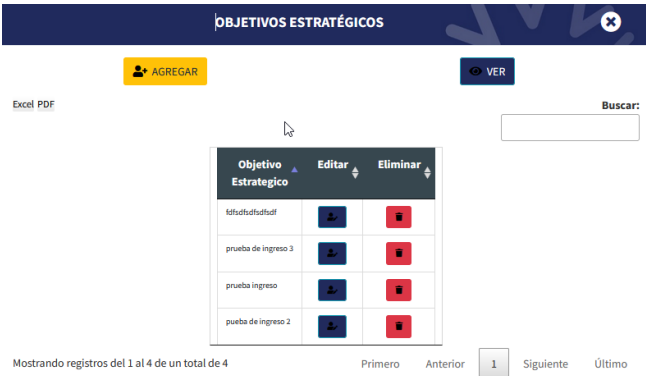 OBJETIVOS ESTRATÉGICOS
AGREGAR
VER
Excel PDF
Buscar:
Objetivo Estrategico Editar Eliminar
fdfsdfsdfsdfsdf
prueba de ingreso 3
prueba ingreso
pueba de ingreso 2
Mostrando registros del 1 al 4 de un total de 4
Primero Anterior 1 Siguiente Último